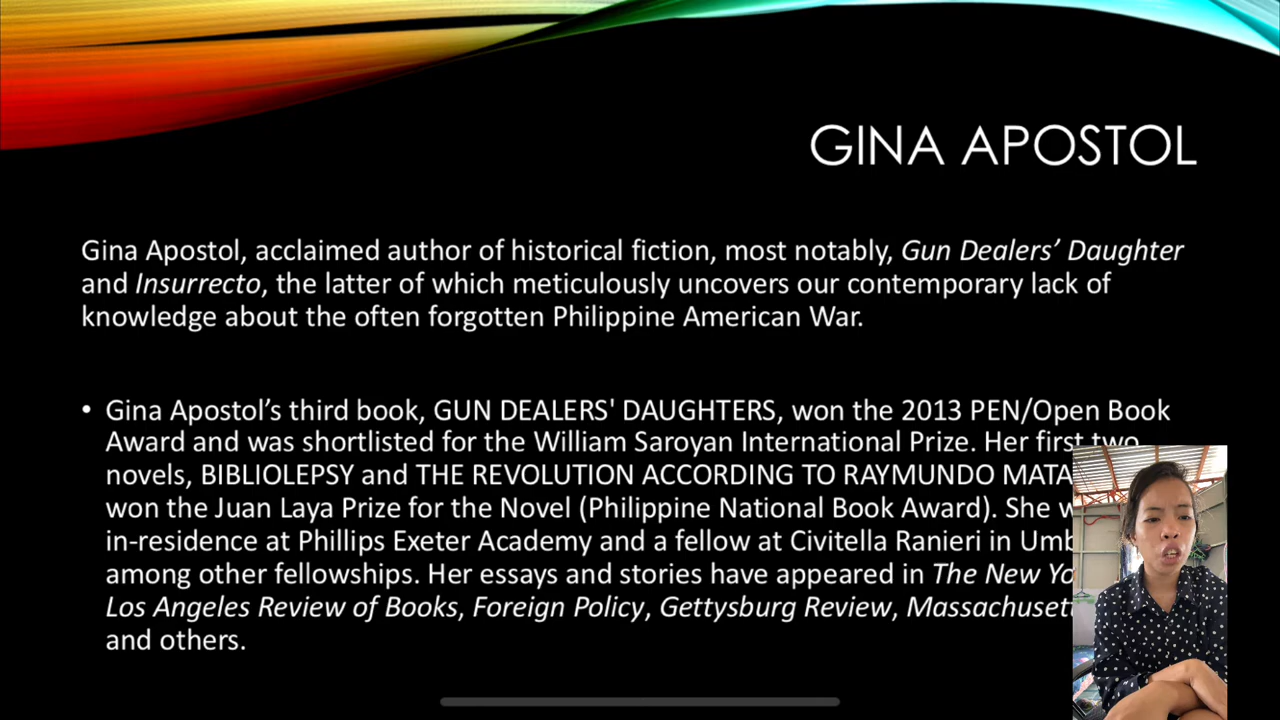 GINA APOSTOL
Gina Apostol, acclaimed author of historical fiction, most notably, Gun Dealers’ Daughter
and Insurrecto, the latter of which meticulously uncovers our contemporary lack of
knowledge about the often forgotten Philippine American War.
• Gina Apostol’s third book, GUN DEALERS' DAUGHTERS, won the 2013 PEN/Open Book
Award and was shortlisted for the William Saroyan International Prize. Her first two
novels, BIBLIOLEPSY and THE REVOLUTION ACCORDING TO RAYMUNDO MATA
won the Juan Laya Prize for the Novel (Philippine National Book Award). She
in-residence at Phillips Exeter Academy and a fellow at Civitella Ranieri in
among other fellowships. Her essays and stories have appeared in The New
Los Angeles Review of Books, Foreign Policy, Gettysburg Review,
and others.